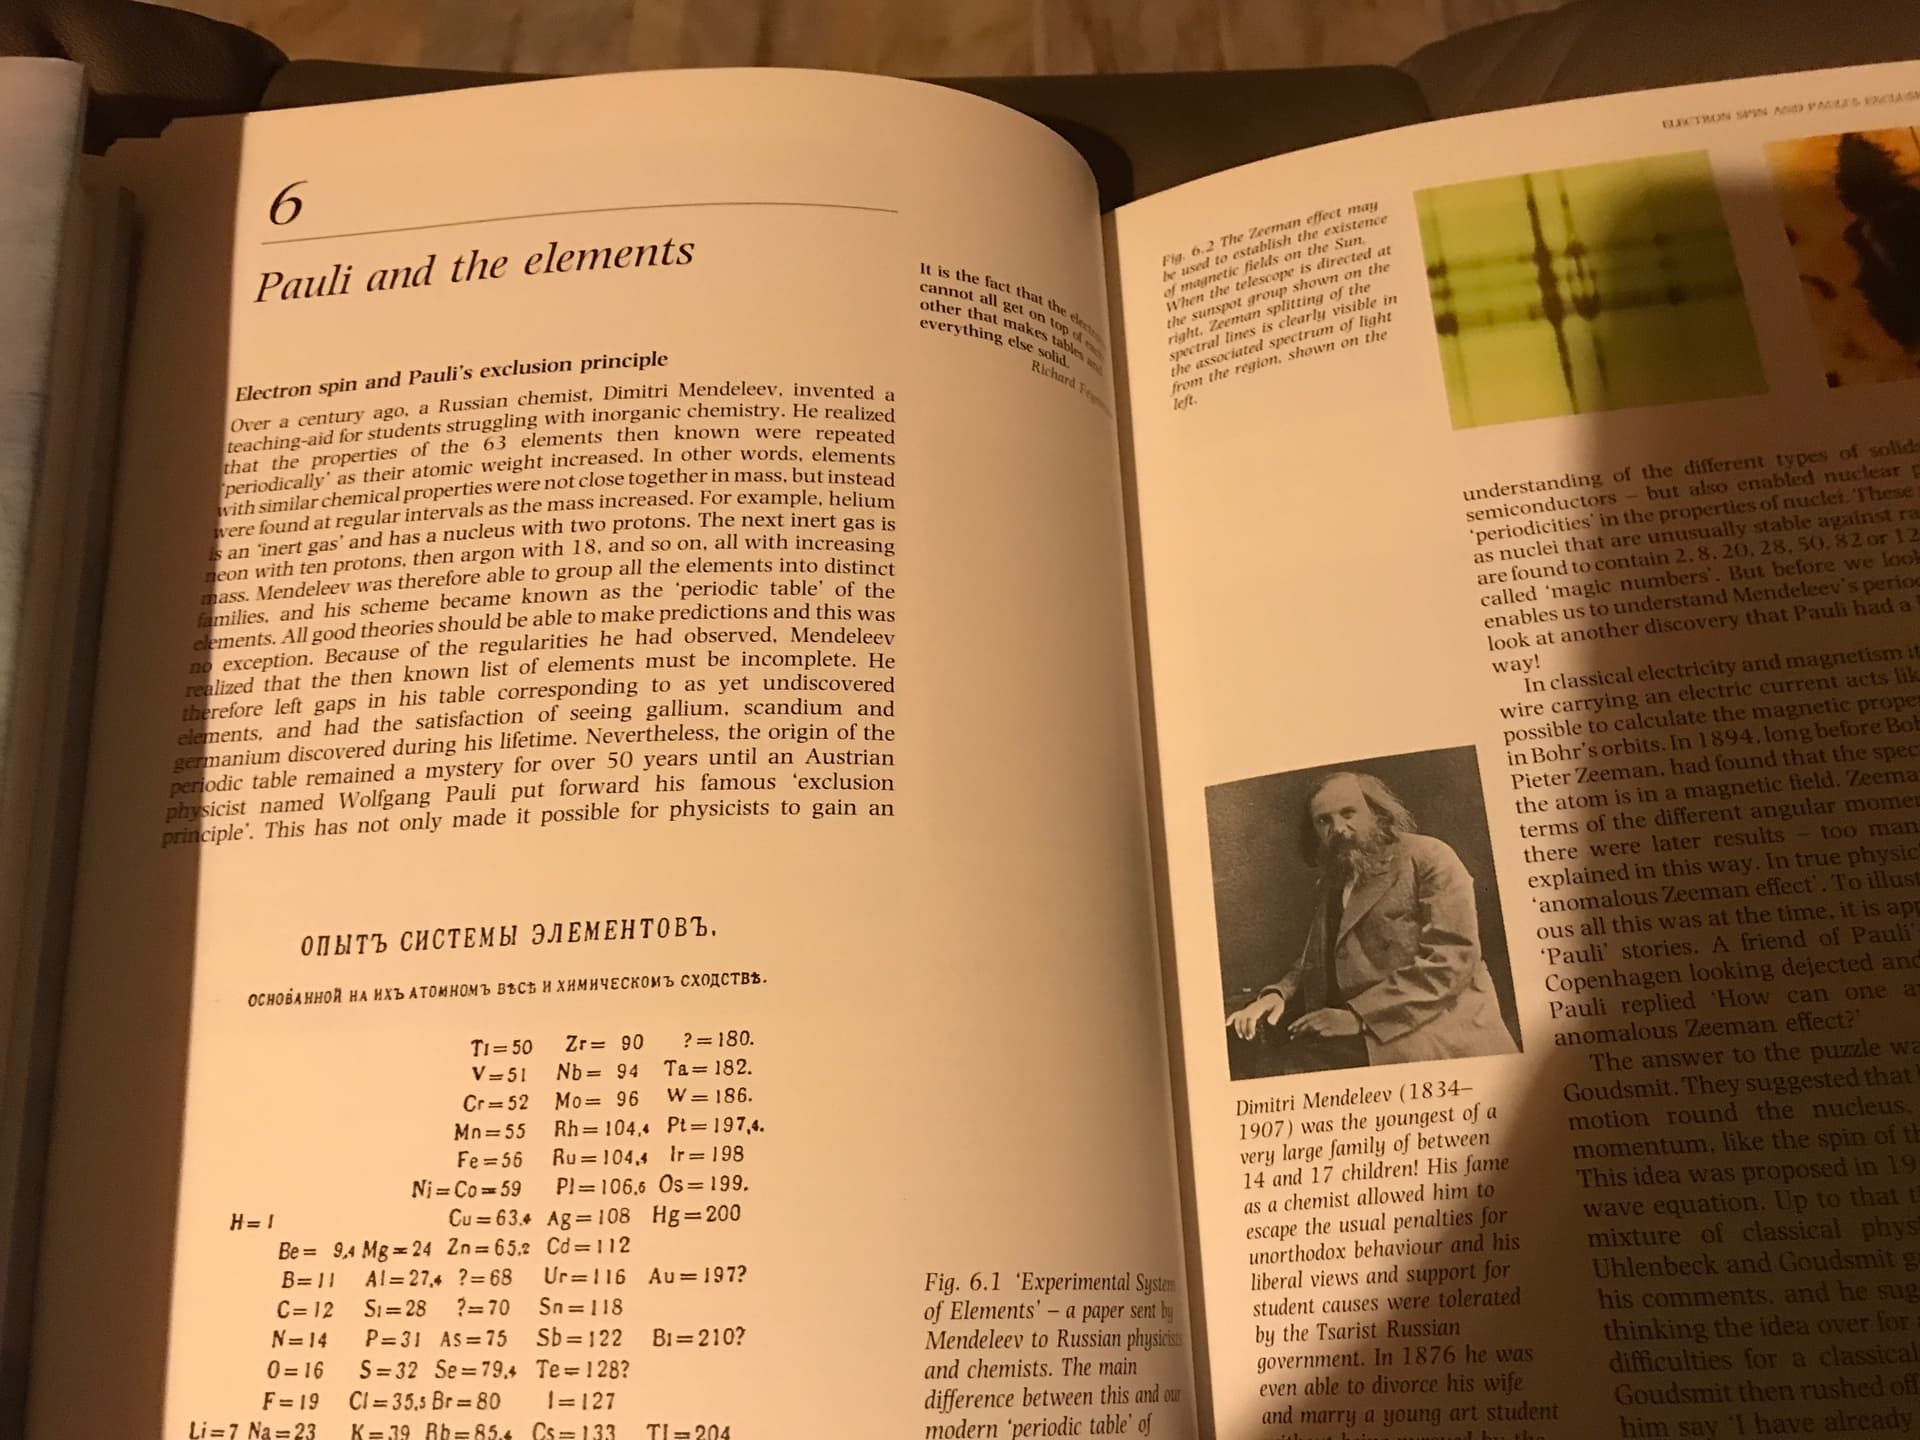 6
Pauli and the elements
Electron spin and Pauli's exclusion principle
Over a century ago, a Russian chemist, Dimitri Mendeleev, invented a
teaching-aid for students struggling with inorganic chemistry. He realized
that the properties of the 63 elements then known were repeated
'periodically' as their atomic weight increased. In other words, elements
with similar chemical properties were not close together in mass, but instead
were found at regular intervals as the mass increased. For example, helium
is an 'inert gas' and has a nucleus with two protons. The next inert gas is
neon with ten protons, then argon with 18, and so on, all with increasing
mass. Mendeleev was therefore able to group all the elements into distinct
families, and his scheme became known as the 'periodic table' of the
elements. All good theories should be able to make predictions and this was
no exception. Because of the regularities he had observed, Mendeleev
realized that the then known list of elements must be incomplete. He
therefore left gaps in his table corresponding to as yet undiscovered
elements, and had the satisfaction of seeing gallium, scandium and
germanium discovered during his lifetime. Nevertheless, the origin of the
periodic table remained a mystery for over 50 years until an Austrian
physicist named Wolfgang Pauli put forward his famous 'exclusion
principle'. This has not only made it possible for physicists to gain an
It is the fact that the
cannot all get on top of each
other that makes tables and
everything else solid.
Richard
ОПЫТЪ СИСТЕМЫ ЭЛЕМЕНТОВЪ.
ОСНОВАННОЙ НА ИХЪ АТОМНОМЪ ВѢСѢ И ХИМИЧЕСКОМЪ СХОДСТВѢ.
Ti=50 Zr= 90 ?=180.
V=51 Nb= 94 Ta=182.
Cr=52 Mo= 96 W=186.
Mn=55 Rh=104,4 Pt=197,4.
Fe=56 Ru=104,4 Ir=198
Ni=Co=59 Pl=106,6 Os=199.
H=1 Cu=63,4 Ag=108 Hg=200
Be= 9,4 Mg=24 Zn=65,2 Cd=112
B=11 Al=27,4 ?=68 Ur=116 Au=197?
C=12 Si=28 ?=70 Sn=118
N=14 P=31 As=75 Sb=122 Bi=210?
O=16 S=32 Se=79,4 Te=128?
F=19 Cl=35,5 Br=80 I=127
Li=7 Na=23 K=39 Rb=85,4 Cs=133 Tl=204
Fig. 6.1 'Experimental System
of Elements' – a paper sent by
Mendeleev to Russian physicists
and chemists. The main
difference between this and our
modern 'periodic table' of
ELECTRON SPIN AND PAULI'S
Fig. 6.2 The Zeeman effect may
be used to establish the existence
of magnetic fields on the Sun.
When the telescope is directed at
the sunspot group shown on the
right, Zeeman splitting of the
spectral lines is clearly visible in
the associated spectrum of light
from the region, shown on the
left.
understanding of the different types of
semiconductors – but also enabled nuclear
'periodicities' in the properties of nuclei. These
as nuclei that are unusually stable against
are found to contain 2, 8, 20, 28, 50, 82 or
called 'magic numbers'. But before we look
enables us to understand Mendeleev's
look at another discovery that Pauli had a
way!
In classical electricity and magnetism
wire carrying an electric current acts
possible to calculate the magnetic
in Bohr's orbits. In 1894, long before
Pieter Zeeman, had found that the
the atom is in a magnetic field.
terms of the different angular
there were later results – too
explained in this way. In true
'anomalous Zeeman effect'. To
ous all this was at the time, it is
'Pauli' stories. A friend of
Copenhagen looking dejected
Pauli replied 'How can one
anomalous Zeeman effect?'
The answer to the puzzle
Goudsmit. They suggested that
motion round the nucleus,
momentum, like the spin of
This idea was proposed in
wave equation. Up to that
mixture of classical
Uhlenbeck and Goudsmit
his comments, and he
thinking the idea over for
difficulties for a classical
Goudsmit then rushed off
him say 'I have already
Dimitri Mendeleev (1834–
1907) was the youngest of a
very large family of between
14 and 17 children! His fame
as a chemist allowed him to
escape the usual penalties for
unorthodox behaviour and his
liberal views and support for
student causes were tolerated
by the Tsarist Russian
government. In 1876 he was
even able to divorce his wife
and marry a young art student